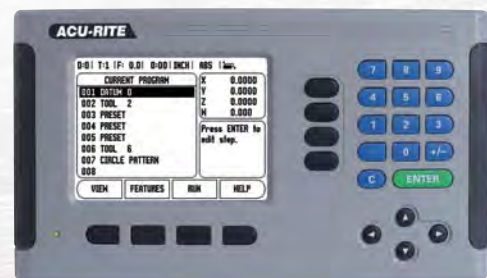 ACU-RITE
D:0| T:1 |F: 0.0| 0:00| INCH| ABS
CURRENT PROGRAM
001 DATUM 0
002 TOOL 2
003 PRESET
004 PRESET
005 PRESET
006 TOOL 6
007 CIRCLE PATTERN
008
X 0.0000
Y 0.0000
Z 0.0000
W 0.000
Press ENTER to
edit step.
VIEW FEATURES RUN HELP
7 8 9
4 5 6
1 2 3
0 +/-
C ENTER